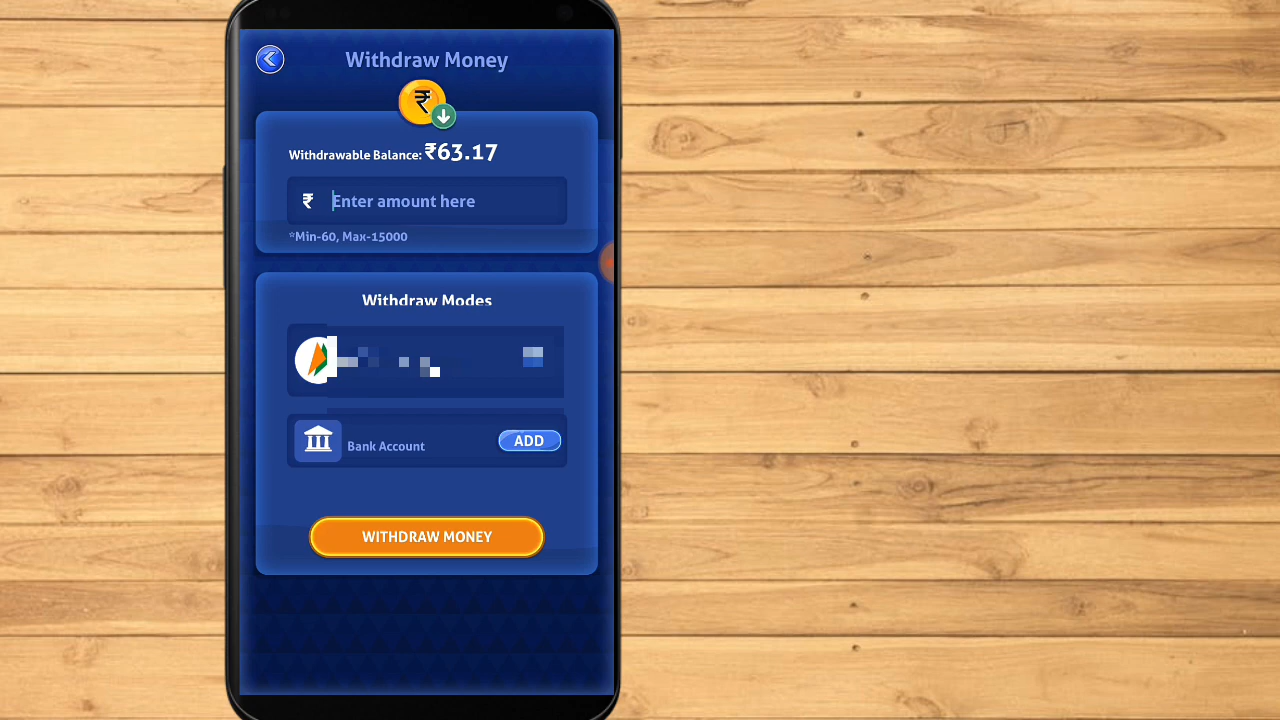 Withdraw Money
Withdrawable Balance: ₹63.17
₹ Enter amount here
*Min-60, Max-15000
Withdraw Modes
Bank Account ADD
WITHDRAW MONEY